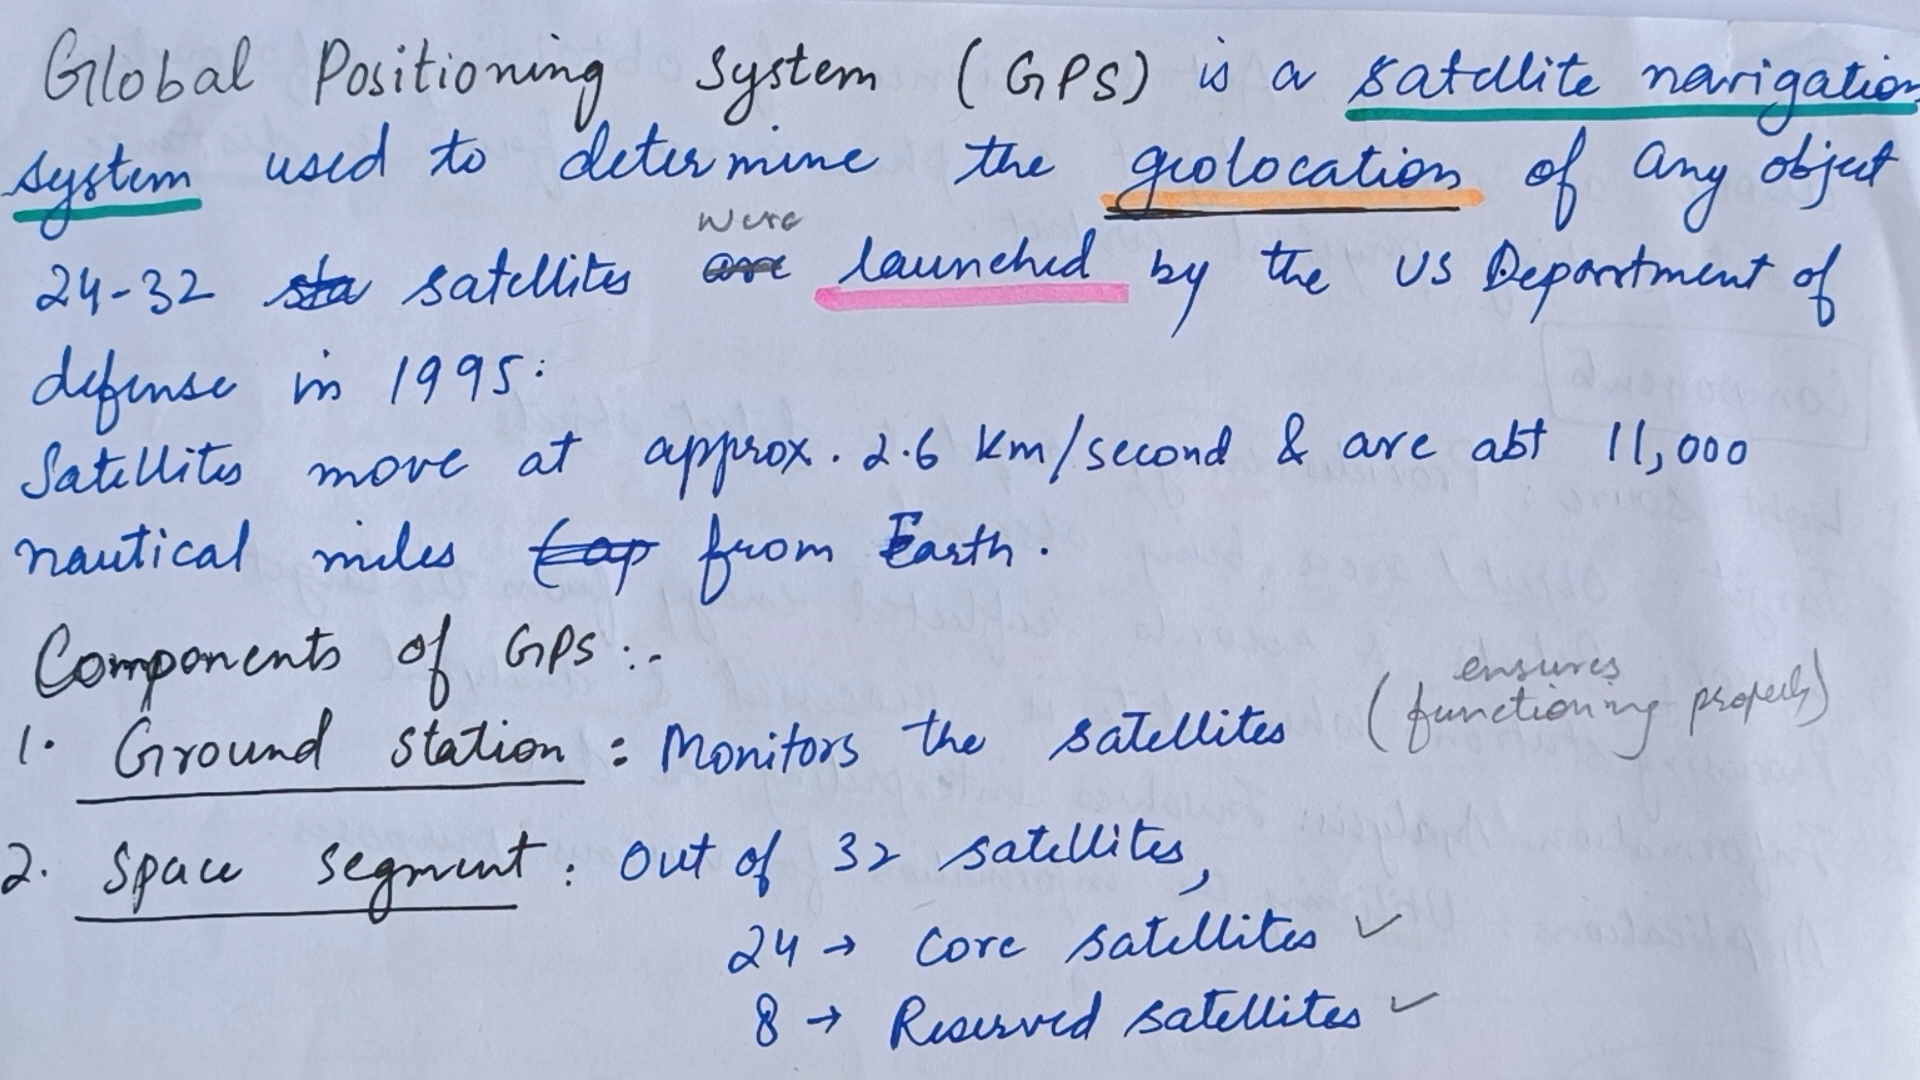 Global Positioning System (GPS) is a satellite navigation
system used to determine the geolocation of any object
24-32 sta satellites are were launched by the US Department of
defense in 1995:
Satellites move at approx. 2.6 Km/second & are abt 11,000
nautical miles (ap from Earth.
Components of GPS :-
1. Ground station : Monitors the satellites (ensures functioning properly)
2. Space segment : Out of 32 satellites,
24 → Core satellites ✓
8 → Reserved satellites ✓